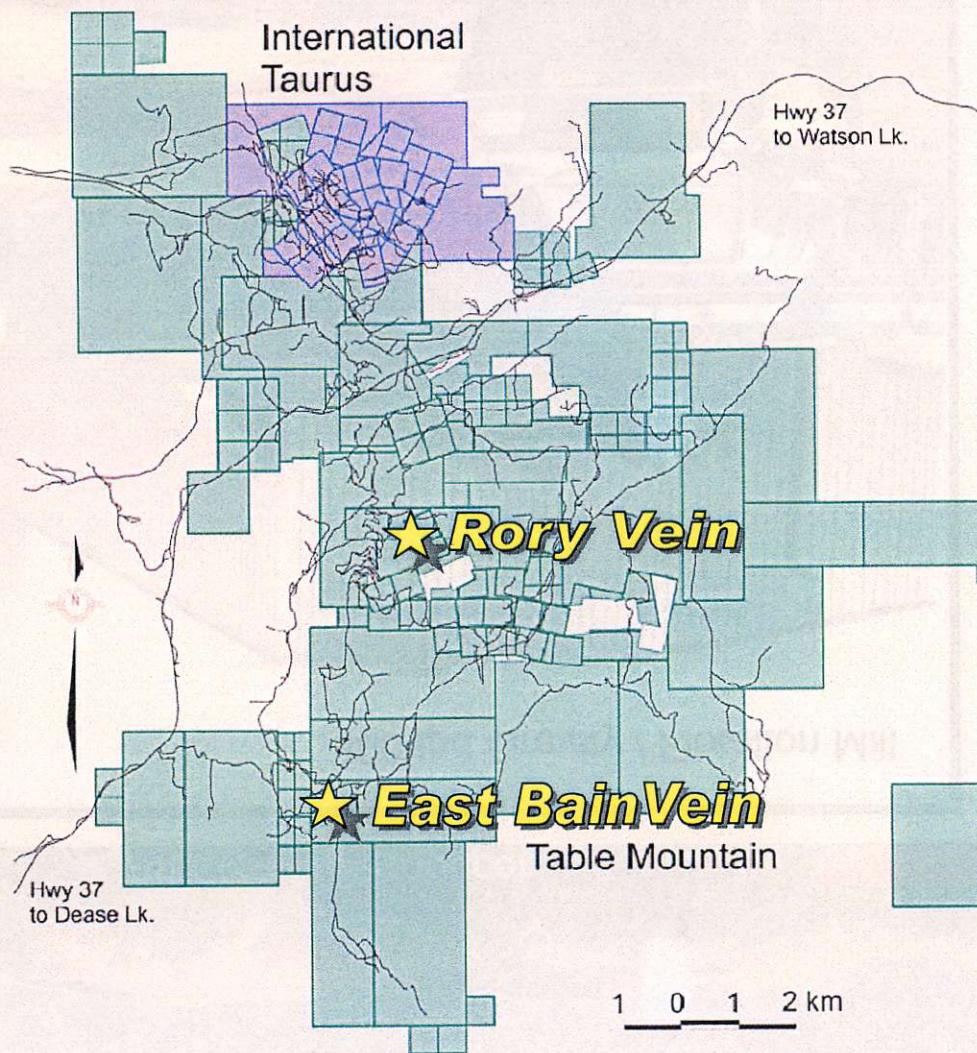 International
Taurus
Hwy 37
to Watson Lk.
Rory Vein
N
East BainVein
Table Mountain
Hwy 37
to Dease Lk.
1 0 1 2 km